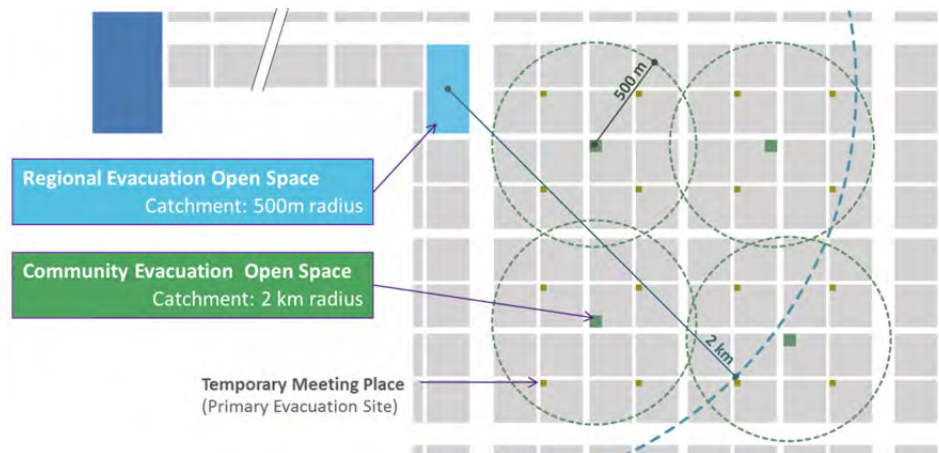 500 m
Regional Evacuation Open Space
Catchment: 500m radius
Community Evacuation Open Space
Catchment: 2 km radius
2 km
Temporary Meeting Place
(Primary Evacuation Site)